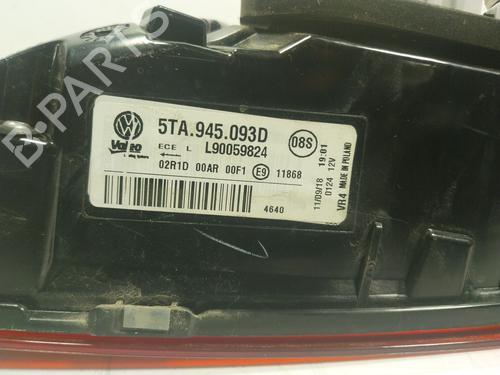 B-PARTS
5TA.945.093D
Valeo
ECE L L90059824
02R1D 00AR 00F1 E9 11868
4640
08S
11/09/18 19:01
D124 12V
VR4 MADE IN POLAND